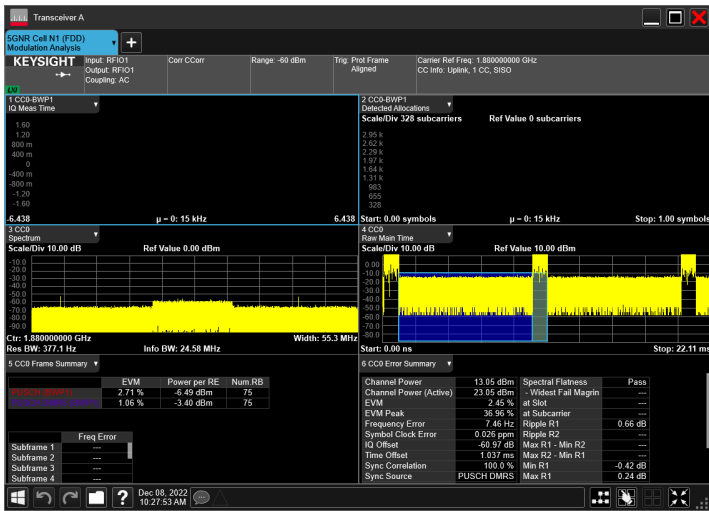 Transceiver A
5GNR Cell N1 (FDD)
Modulation Analysis
KEYSIGHT
LXI
Input: RFIO1
Output: RFIO1
Coupling: AC
Corr CCorr
Range: -60 dBm
Trig: Prot Frame
Aligned
Carrier Ref Freq: 1.880000000 GHz
CC Info: Uplink, 1 CC, SISO
1 CC0-BWP1
IQ Meas Time
1.60
1.20
800 m
400 m
0
-400 m
-800 m
-1.20
-1.60
-6.438
μ = 0: 15 kHz
6.438
2 CC0-BWP1
Detected Allocations
Scale/Div 328 subcarriers
Ref Value 0 subcarriers
2.95 k
2.62 k
2.29 k
1.97 k
1.64 k
1.31 k
983
655
328
Start: 0.00 symbols
μ = 0: 15 kHz
Stop: 1.00 symbols
3 CC0
Spectrum
Scale/Div 10.00 dB
Ref Value 0.00 dBm
-10.0
-20.0
-30.0
-40.0
-50.0
-60.0
-70.0
-80.0
-90.0
Ctr: 1.880000000 GHz
Width: 55.3 MHz
Res BW: 377.1 Hz
Info BW: 24.58 MHz
4 CC0
Raw Main Time
Scale/Div 10.00 dB
Ref Value 10.00 dBm
0.00
-10.0
-20.0
-30.0
-40.0
-50.0
-60.0
-70.0
-80.0
Start: 0.00 ns
Stop: 22.11 ms
5 CC0 Frame Summary
EVM Power per RE Num.RB
2.71 % -6.49 dBm 75
1.06 % -3.40 dBm 75
Freq Error
Subframe 1 ---
Subframe 2 ---
Subframe 3 ---
Subframe 4 ---
6 CC0 Error Summary
Channel Power 13.05 dBm Spectral Flatness Pass
Channel Power (Active) 23.05 dBm - Widest Fail Magrin ---
EVM 2.45 % at Slot ---
EVM Peak 36.96 % at Subcarrier ---
Frequency Error 7.46 Hz Ripple R1 0.66 dB
Symbol Clock Error 0.026 ppm Ripple R2 ---
IQ Offset -60.97 dB Max R1 - Min R2 ---
Time Offset 1.037 ms Max R2 - Min R1 ---
Sync Correlation 100.0 % Min R1 -0.42 dB
Sync Source PUSCH DMRS Max R1 0.24 dB
Dec 08, 2022
10:27:53 AM